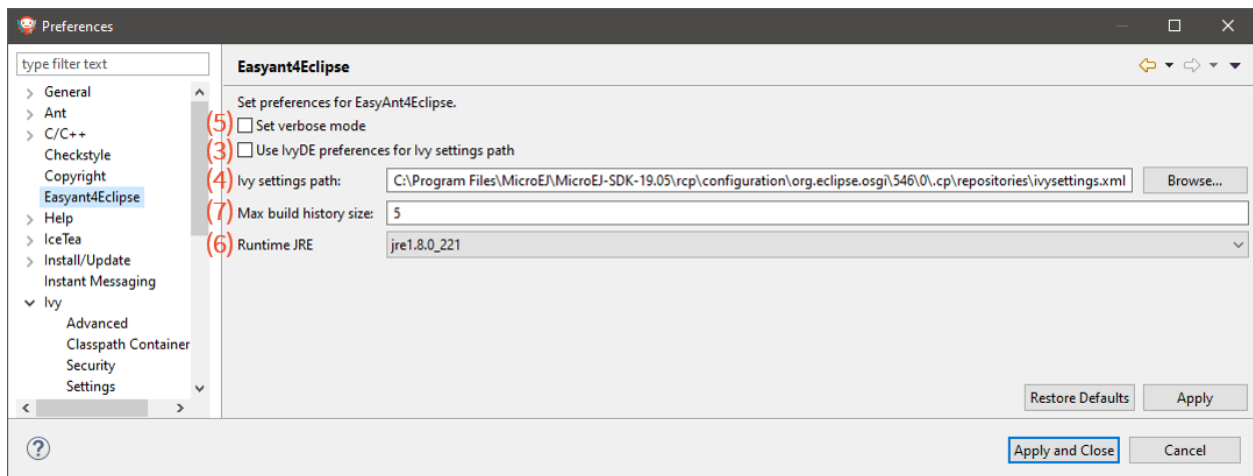 Preferences
type filter text
General
Ant
C/C++
Checkstyle
Copyright
Easyant4Eclipse
Help
IceTea
Install/Update
Instant Messaging
Ivy
Advanced
Classpath Container
Security
Settings
Easyant4Eclipse
Set preferences for EasyAnt4Eclipse.
(5) Set verbose mode
(3) Use IvyDE preferences for Ivy settings path
(4) Ivy settings path: C:\Program Files\MicroEJ\MicroEJ-SDK-19.05\rcp\configuration\org.eclipse.osgi\546\0\.cp\repositories\ivysettings.xml Browse...
(7) Max build history size: 5
(6) Runtime JRE jre1.8.0_221
Restore Defaults Apply
? Apply and Close Cancel